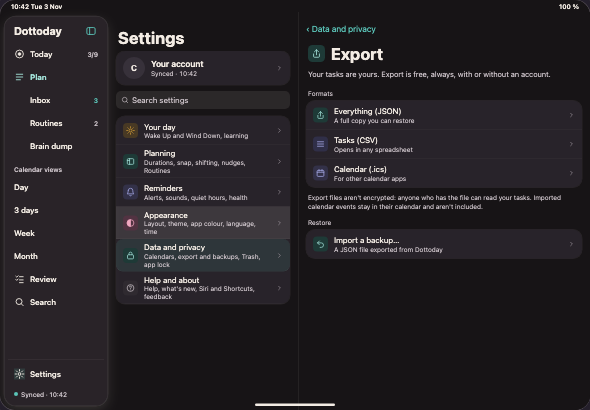 10:42 Tue 3 Nov
100 %
Dottoday
Today 3/9
Plan
Inbox 3
Routines 2
Brain dump
Calendar views
Day
3 days
Week
Month
Review
Search
Settings
Synced · 10:42
Settings
C
Your account
Synced · 10:42
Search settings
Your day
Wake Up and Wind Down, learning
Planning
Durations, snap, shifting, nudges,
Routines
Reminders
Alerts, sounds, quiet hours, health
Appearance
Layout, theme, app colour, language,
time
Data and privacy
Calendars, export and backups, Trash,
app lock
Help and about
Help, what's new, Siri and Shortcuts,
feedback
‹ Data and privacy
Export
Your tasks are yours. Export is free, always, with or without an account.
Formats
Everything (JSON)
A full copy you can restore
Tasks (CSV)
Opens in any spreadsheet
Calendar (.ics)
For other calendar apps
Export files aren't encrypted: anyone who has the file can read your tasks. Imported
calendar events stay in their calendar and aren't included.
Restore
Import a backup...
A JSON file exported from Dottoday